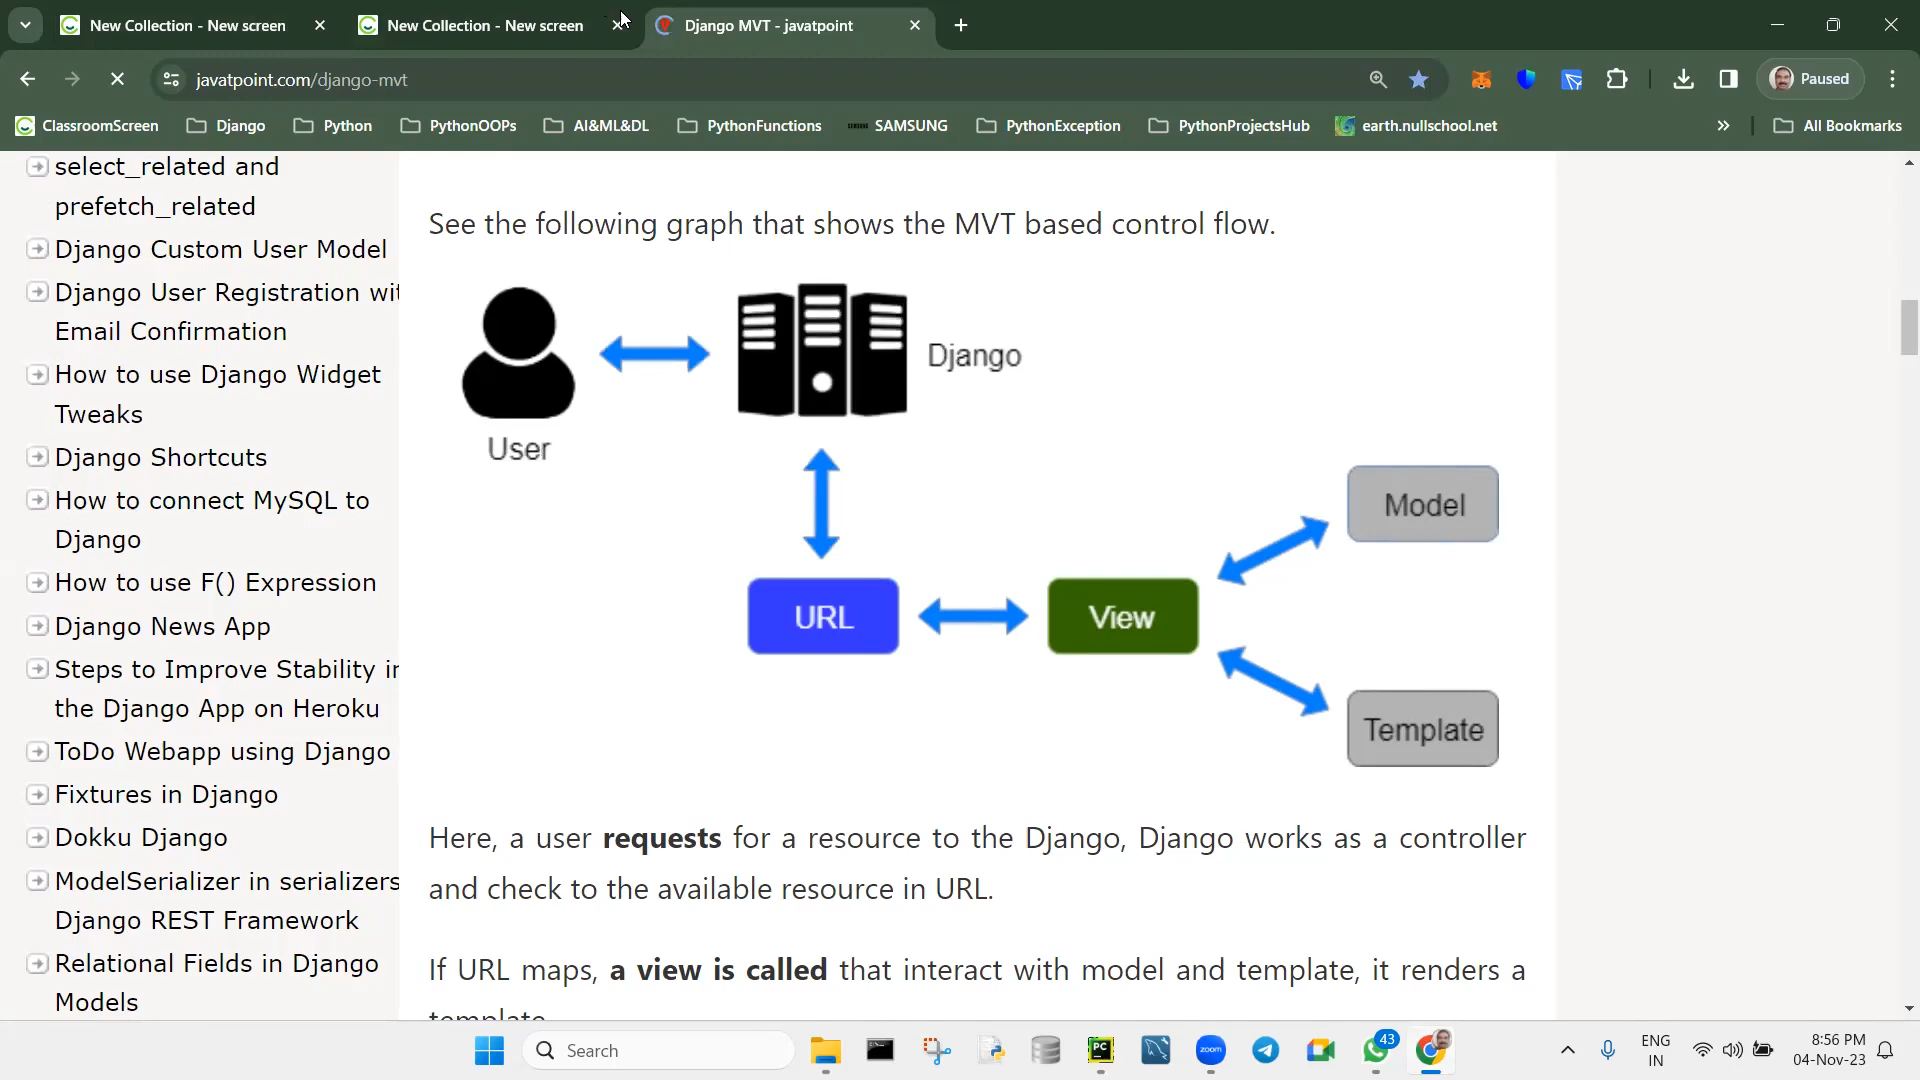 New Collection - New screen
New Collection - New screen
Django MVT - javatpoint
javatpoint.com/django-mvt
Paused
ClassroomScreen
Django
Python
PythonOOPs
AI&ML&DL
PythonFunctions
SAMSUNG
PythonException
PythonProjectsHub
earth.nullschool.net
All Bookmarks
select_related and
prefetch_related
Django Custom User Model
Django User Registration wit
Email Confirmation
How to use Django Widget
Tweaks
Django Shortcuts
How to connect MySQL to
Django
How to use F() Expression
Django News App
Steps to Improve Stability in
the Django App on Heroku
ToDo Webapp using Django
Fixtures in Django
Dokku Django
ModelSerializer in serializers
Django REST Framework
Relational Fields in Django
Models
See the following graph that shows the MVT based control flow.
Django
User
Model
URL
View
Template
Here, a user requests for a resource to the Django, Django works as a controller
and check to the available resource in URL.
If URL maps, a view is called that interact with model and template, it renders a
template.
Search
PC
zoom
43
ENG
IN
8:56 PM
04-Nov-23